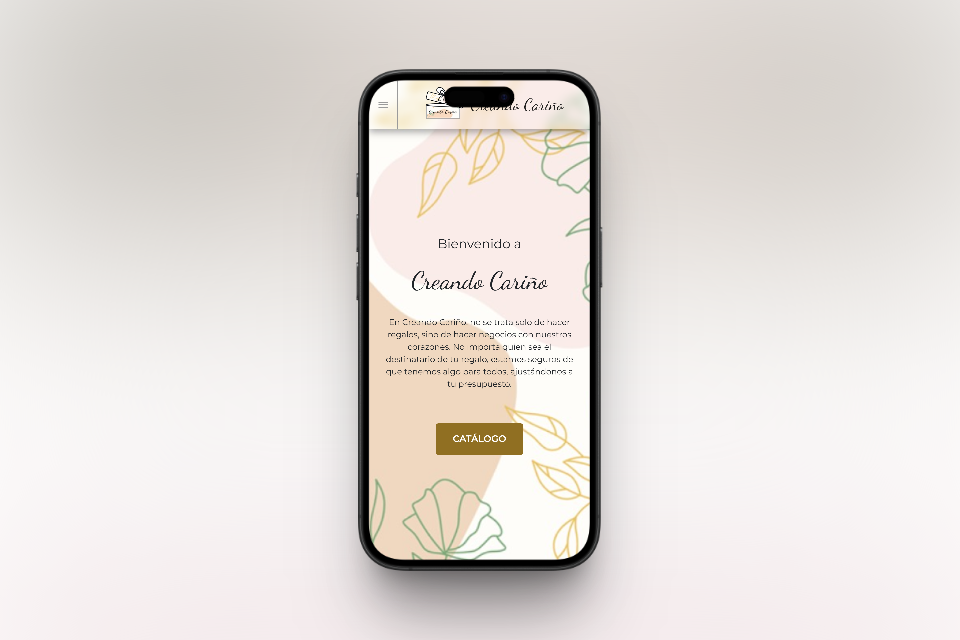 Creando Cariño
Bienvenido a
Creando Cariño
En Creando Cariño, no se trata solo de hacer
regalos, sino de hacer negocios con nuestros
corazones. No importa quien sea el
destinatario de tu regalo, estamos seguros de
que tenemos algo para todos, ajustándonos a
tu presupuesto.
CATÁLOGO